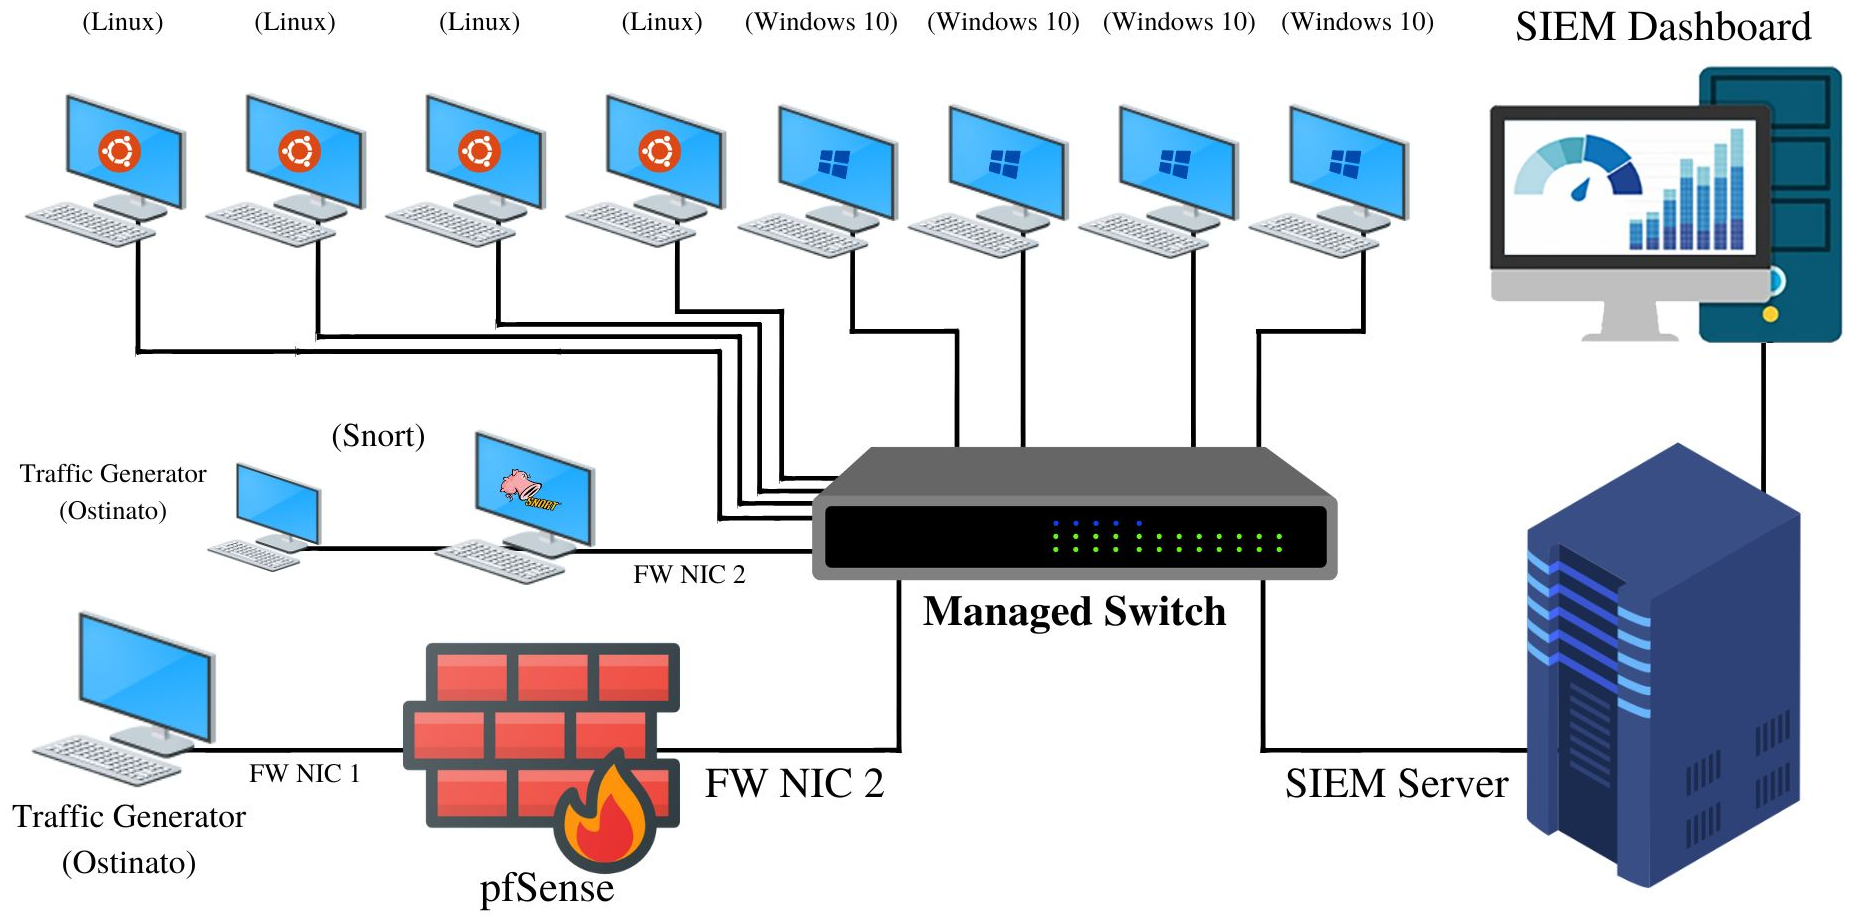 (Linux)
(Linux)
(Linux)
(Linux)
(Windows 10)
(Windows 10)
(Windows 10)
(Windows 10)
SIEM Dashboard
(Snort)
Traffic Generator
(Ostinato)
SNORT
FW NIC 2
Managed Switch
FW NIC 1
FW NIC 2
SIEM Server
Traffic Generator
(Ostinato)
pfSense